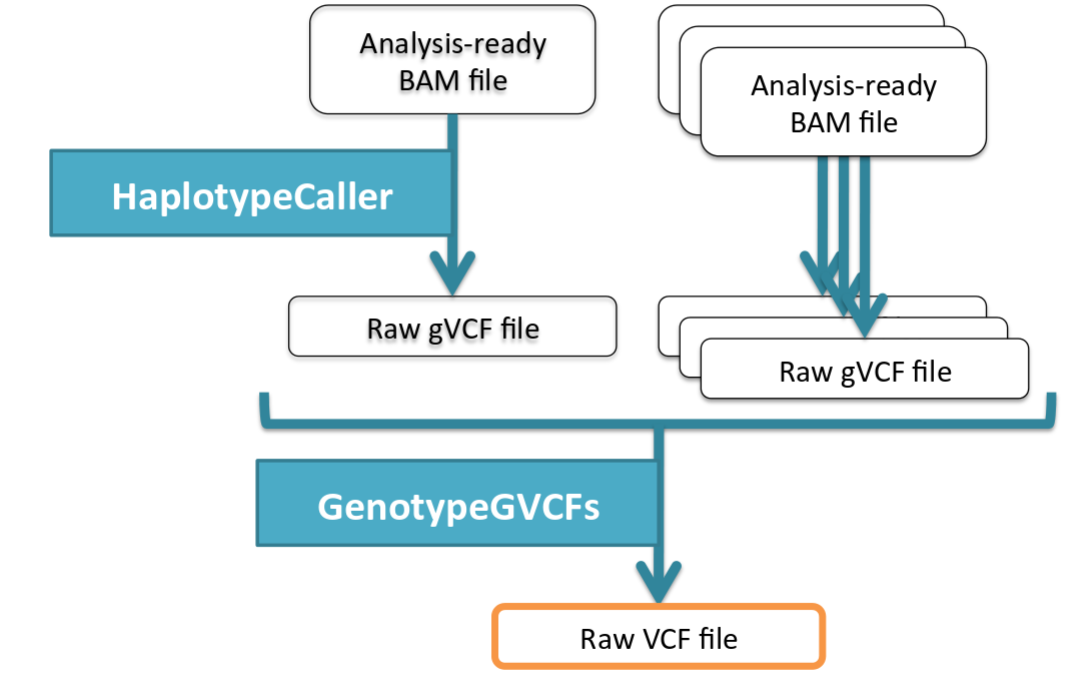 Analysis-ready
BAM file
Analysis-ready
BAM file
HaplotypeCaller
Raw gVCF file
Raw gVCF file
GenotypeGVCFs
Raw VCF file